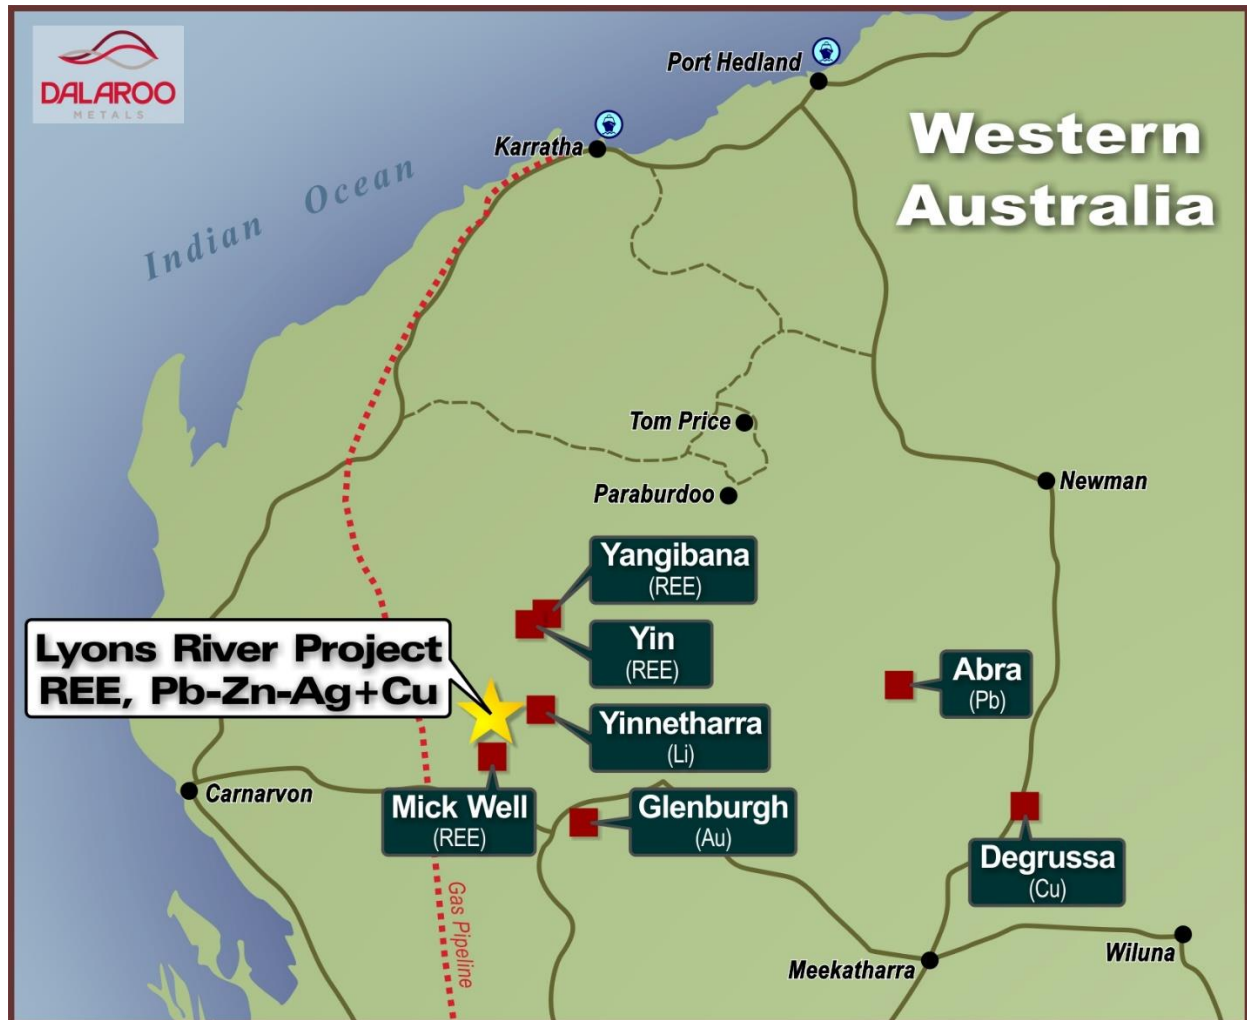 DALAROO
METALS
Port Hedland
Karratha
Western
Australia
Indian Ocean
Tom Price
Paraburdoo
Newman
Yangibana
(REE)
Yin
(REE)
Lyons River Project
REE, Pb-Zn-Ag+Cu
Abra
(Pb)
Yinnetharra
(Li)
Carnarvon
Mick Well
(REE)
Glenburgh
(Au)
Degrussa
(Cu)
Gas Pipeline
Meekatharra
Wiluna